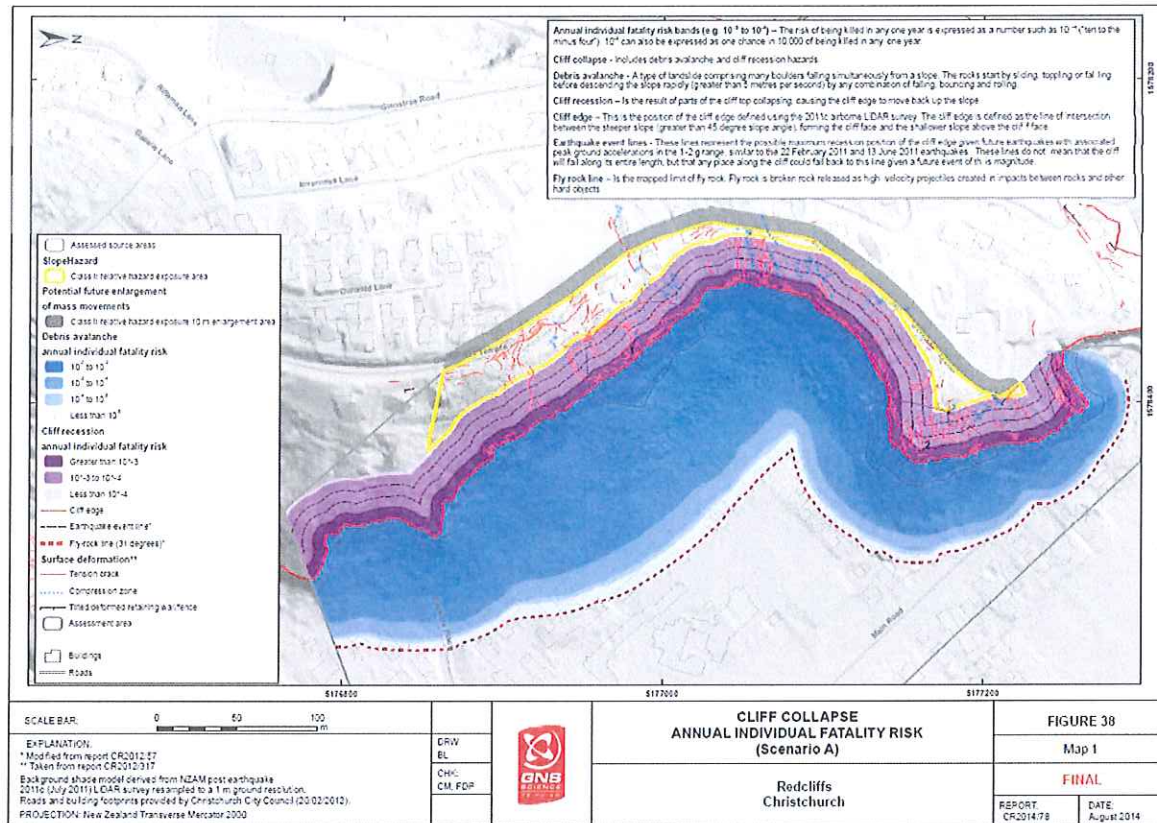 N
Annual individual fatality risk bands (e.g. 10⁻³ to 10⁻⁴) – The risk of being killed in any one year is expressed as a number such as 10⁻⁴ ("ten to the
minus four"). 10⁻⁴ can also be expressed as one chance in 10,000 of being killed in any one year.
Cliff collapse - Includes debris avalanche and cliff recession hazards.
Debris avalanche - A type of landslide comprising many boulders falling simultaneously from a slope. The rocks start by sliding, toppling or falling
before descending the slope rapidly (greater than 5 metres per second) by any combination of falling, bouncing and rolling.
Cliff recession – Is the result of parts of the cliff top collapsing, causing the cliff edge to move back up the slope.
Cliff edge – This is the position of the cliff edge defined using the 2011c airborne LiDAR survey. The cliff edge is defined as the line of intersection
between the steeper slope (greater than 45 degree slope angle), forming the cliff face and the shallower slope above the cliff face.
Earthquake event lines - These lines represent the possible maximum recession position of the cliff edge given future earthquakes with associated
peak ground accelerations in the 1-2 g range, similar to the 22 February 2011 and 13 June 2011 earthquakes. These lines do not mean that the cliff
will fail along its entire length, but that any place along the cliff could fail back to this line given a future event of this magnitude.
Fly rock line – Is the mapped limit of fly rock. Fly rock is broken rock released as high velocity projectiles created in impacts between rocks and other
hard objects.
1578200
Glenstrae Road
Balmoral Lane
Main Road
1578400
2
Assessed source areas
SlopeHazard
Class II relative hazard exposure area
Potential future enlargement
of mass movements
Class II relative hazard exposure 10 m enlargement area
Debris avalanche
annual individual fatality risk
Less than
Cliff recession
annual individual fatality risk
Greater than 10^-3
10^-3 to 10^-4
Less than 10^-4
Cliff edge
Earthquake event line*
Fly-rock line (31 degrees)*
Surface deformation**
Tension crack
Compression zone
Tilted deformed retaining wall/fence
Assessment area
Buildings
Roads
5176800
5177000
5177200
SCALE BAR:
0 50 100
m
EXPLANATION:
* Modified from report CR2012/57
** Taken from report CR2012/317
Background shade model derived from NZAM post earthquake
2011c (July 2011) LiDAR survey resampled to a 1 m ground resolution.
Roads and building footprints provided by Christchurch City Council (20/02/2012).
PROJECTION: New Zealand Transverse Mercator 2000
DRW:
BL
CHK:
CM, FDP
GNS
SCIENCE
TE PŪ AO
CLIFF COLLAPSE
ANNUAL INDIVIDUAL FATALITY RISK
(Scenario A)
Redcliffs
Christchurch
FIGURE 38
Map 1
FINAL
REPORT:
CR2014/78
DATE:
August 2014